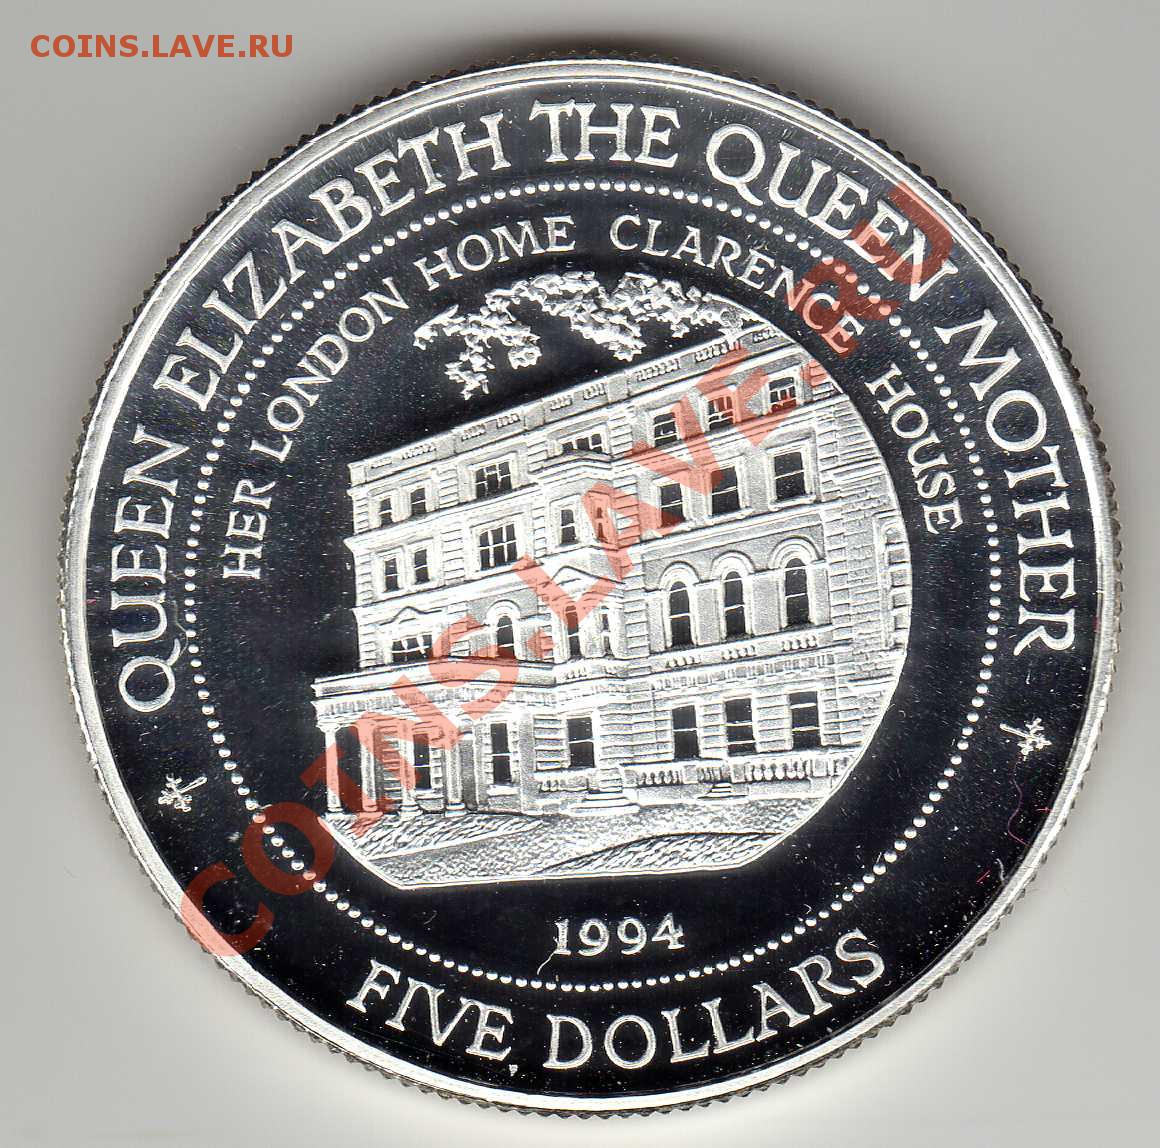 COINS.LAVE.RU
QUEEN ELIZABETH THE QUEEN MOTHER
HER LONDON HOME CLARENCE HOUSE
COINS.LAVE.RU
1994
FIVE DOLLARS